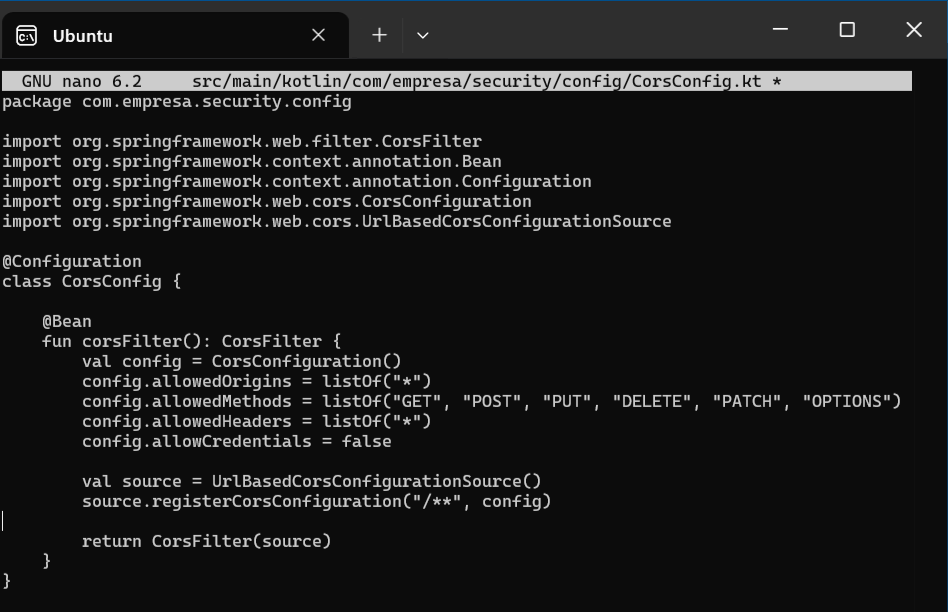 Ubuntu
GNU nano 6.2     src/main/kotlin/com/empresa/security/config/CorsConfig.kt *
package com.empresa.security.config

import org.springframework.web.filter.CorsFilter
import org.springframework.context.annotation.Bean
import org.springframework.context.annotation.Configuration
import org.springframework.web.cors.CorsConfiguration
import org.springframework.web.cors.UrlBasedCorsConfigurationSource

@Configuration
class CorsConfig {

    @Bean
    fun corsFilter(): CorsFilter {
        val config = CorsConfiguration()
        config.allowedOrigins = listOf("*")
        config.allowedMethods = listOf("GET", "POST", "PUT", "DELETE", "PATCH", "OPTIONS")
        config.allowedHeaders = listOf("*")
        config.allowCredentials = false

        val source = UrlBasedCorsConfigurationSource()
        source.registerCorsConfiguration("/**", config)

        return CorsFilter(source)
    }
}